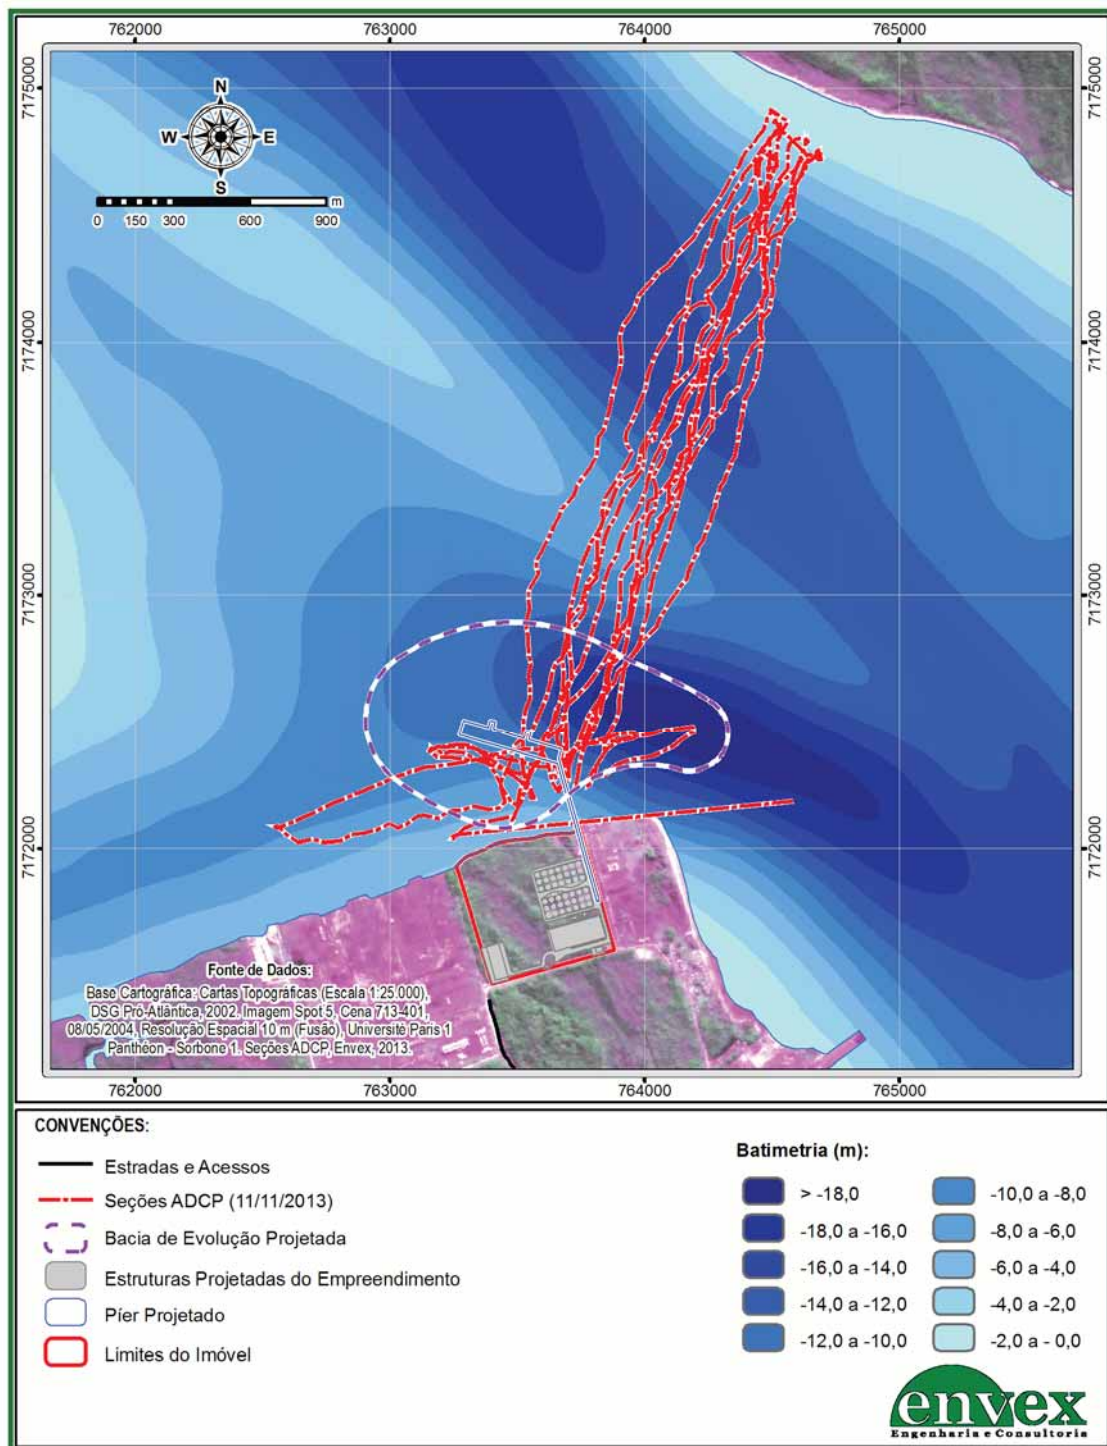 762000 763000 764000 765000
7175000 7175000
N
W E
S
m
0 150 300 600 900
7174000 7174000
7173000 7173000
7172000 7172000
Fonte de Dados:
Base Cartográfica: Cartas Topográficas (Escala 1:25.000),
DSG Pró-Atlântica, 2002. Imagem Spot 5, Cena 713-401,
08/05/2004, Resolução Espacial 10 m (Fusão), Université Paris 1
Panthéon - Sorbone 1. Seções ADCP, Envex, 2013.
762000 763000 764000 765000
CONVENÇÕES:
Estradas e Acessos
Seções ADCP (11/11/2013)
Bacia de Evolução Projetada
Estruturas Projetadas do Empreendimento
Píer Projetado
Limites do Imóvel
Batimetria (m):
> -18,0
-18,0 a -16,0
-16,0 a -14,0
-14,0 a -12,0
-12,0 a -10,0
-10,0 a -8,0
-8,0 a -6,0
-6,0 a -4,0
-4,0 a -2,0
-2,0 a - 0,0
envex
Engenharia e Consultoria